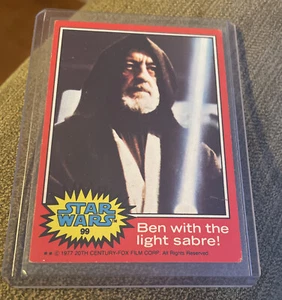 STAR
WARS
99
Ben with the
light sabre!
★★ © 1977 20TH CENTURY-FOX FILM CORP. All Rights Reserved.